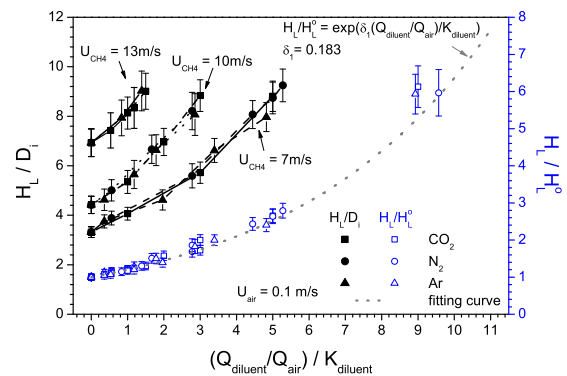 H_L/H_L^o = exp(δ_1(Q_diluent/Q_air)/K_diluent)
δ_1 = 0.183
U_CH4 = 13m/s
U_CH4 = 10m/s
U_CH4 = 7m/s
12
10
8
6
4
2
0
H_L / D_i
8
7
6
5
4
3
2
1
0
H_L / H_L^o
H_L/D_i H_L/H_L^o
CO_2
N_2
Ar
fitting curve
U_air = 0.1 m/s
0 1 2 3 4 5 6 7 8 9 10 11
(Q_diluent/Q_air) / K_diluent